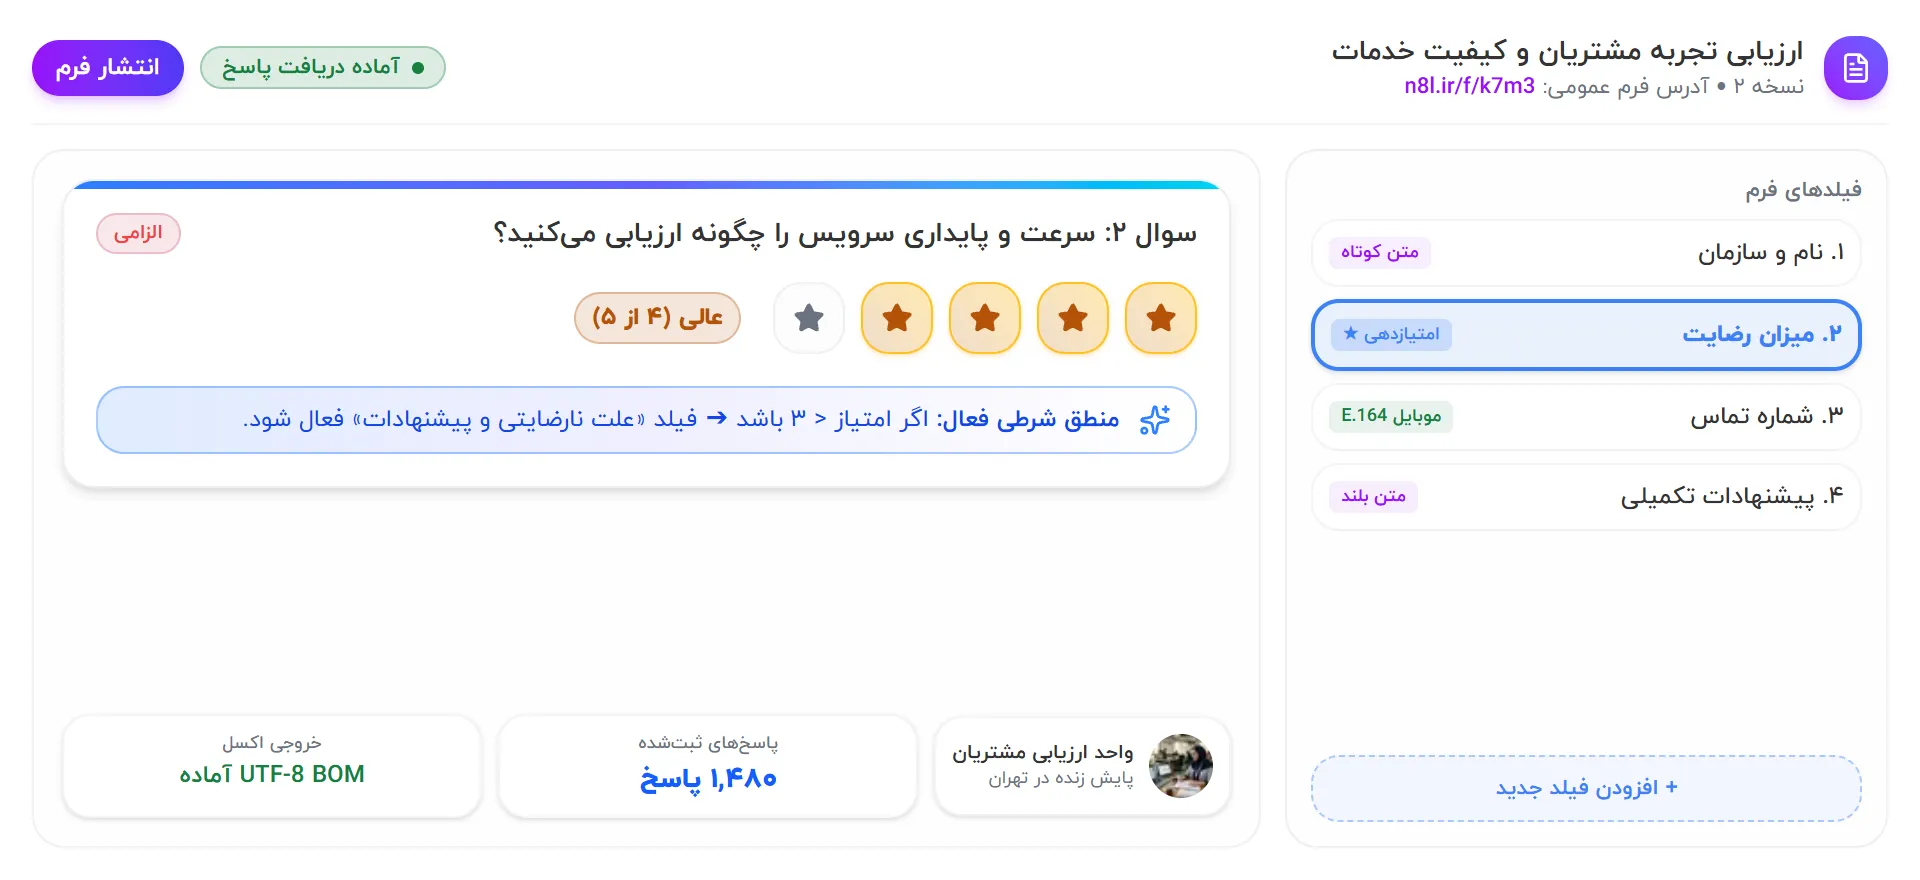 ارزیابی تجربه مشتریان و کیفیت خدمات
نسخه ۲ • آدرس فرم عمومی: n8l.ir/f/k7m3
آماده دریافت پاسخ
انتشار فرم
فیلدهای فرم
۱. نام و سازمان
متن کوتاه
۲. میزان رضایت
امتیازدهی ★
۳. شماره تماس
موبایل E.164
۴. پیشنهادات تکمیلی
متن بلند
+ افزودن فیلد جدید
سوال ۲: سرعت و پایداری سرویس را چگونه ارزیابی می‌کنید؟
الزامی
عالی (۴ از ۵)
منطق شرطی فعال: اگر امتیاز < ۳ باشد ➔ فیلد «علت نارضایتی و پیشنهادات» فعال شود.
واحد ارزیابی مشتریان
پایش زنده در تهران
پاسخ‌های ثبت‌شده
۱,۴۸۰ پاسخ
خروجی اکسل
UTF-8 BOM آماده